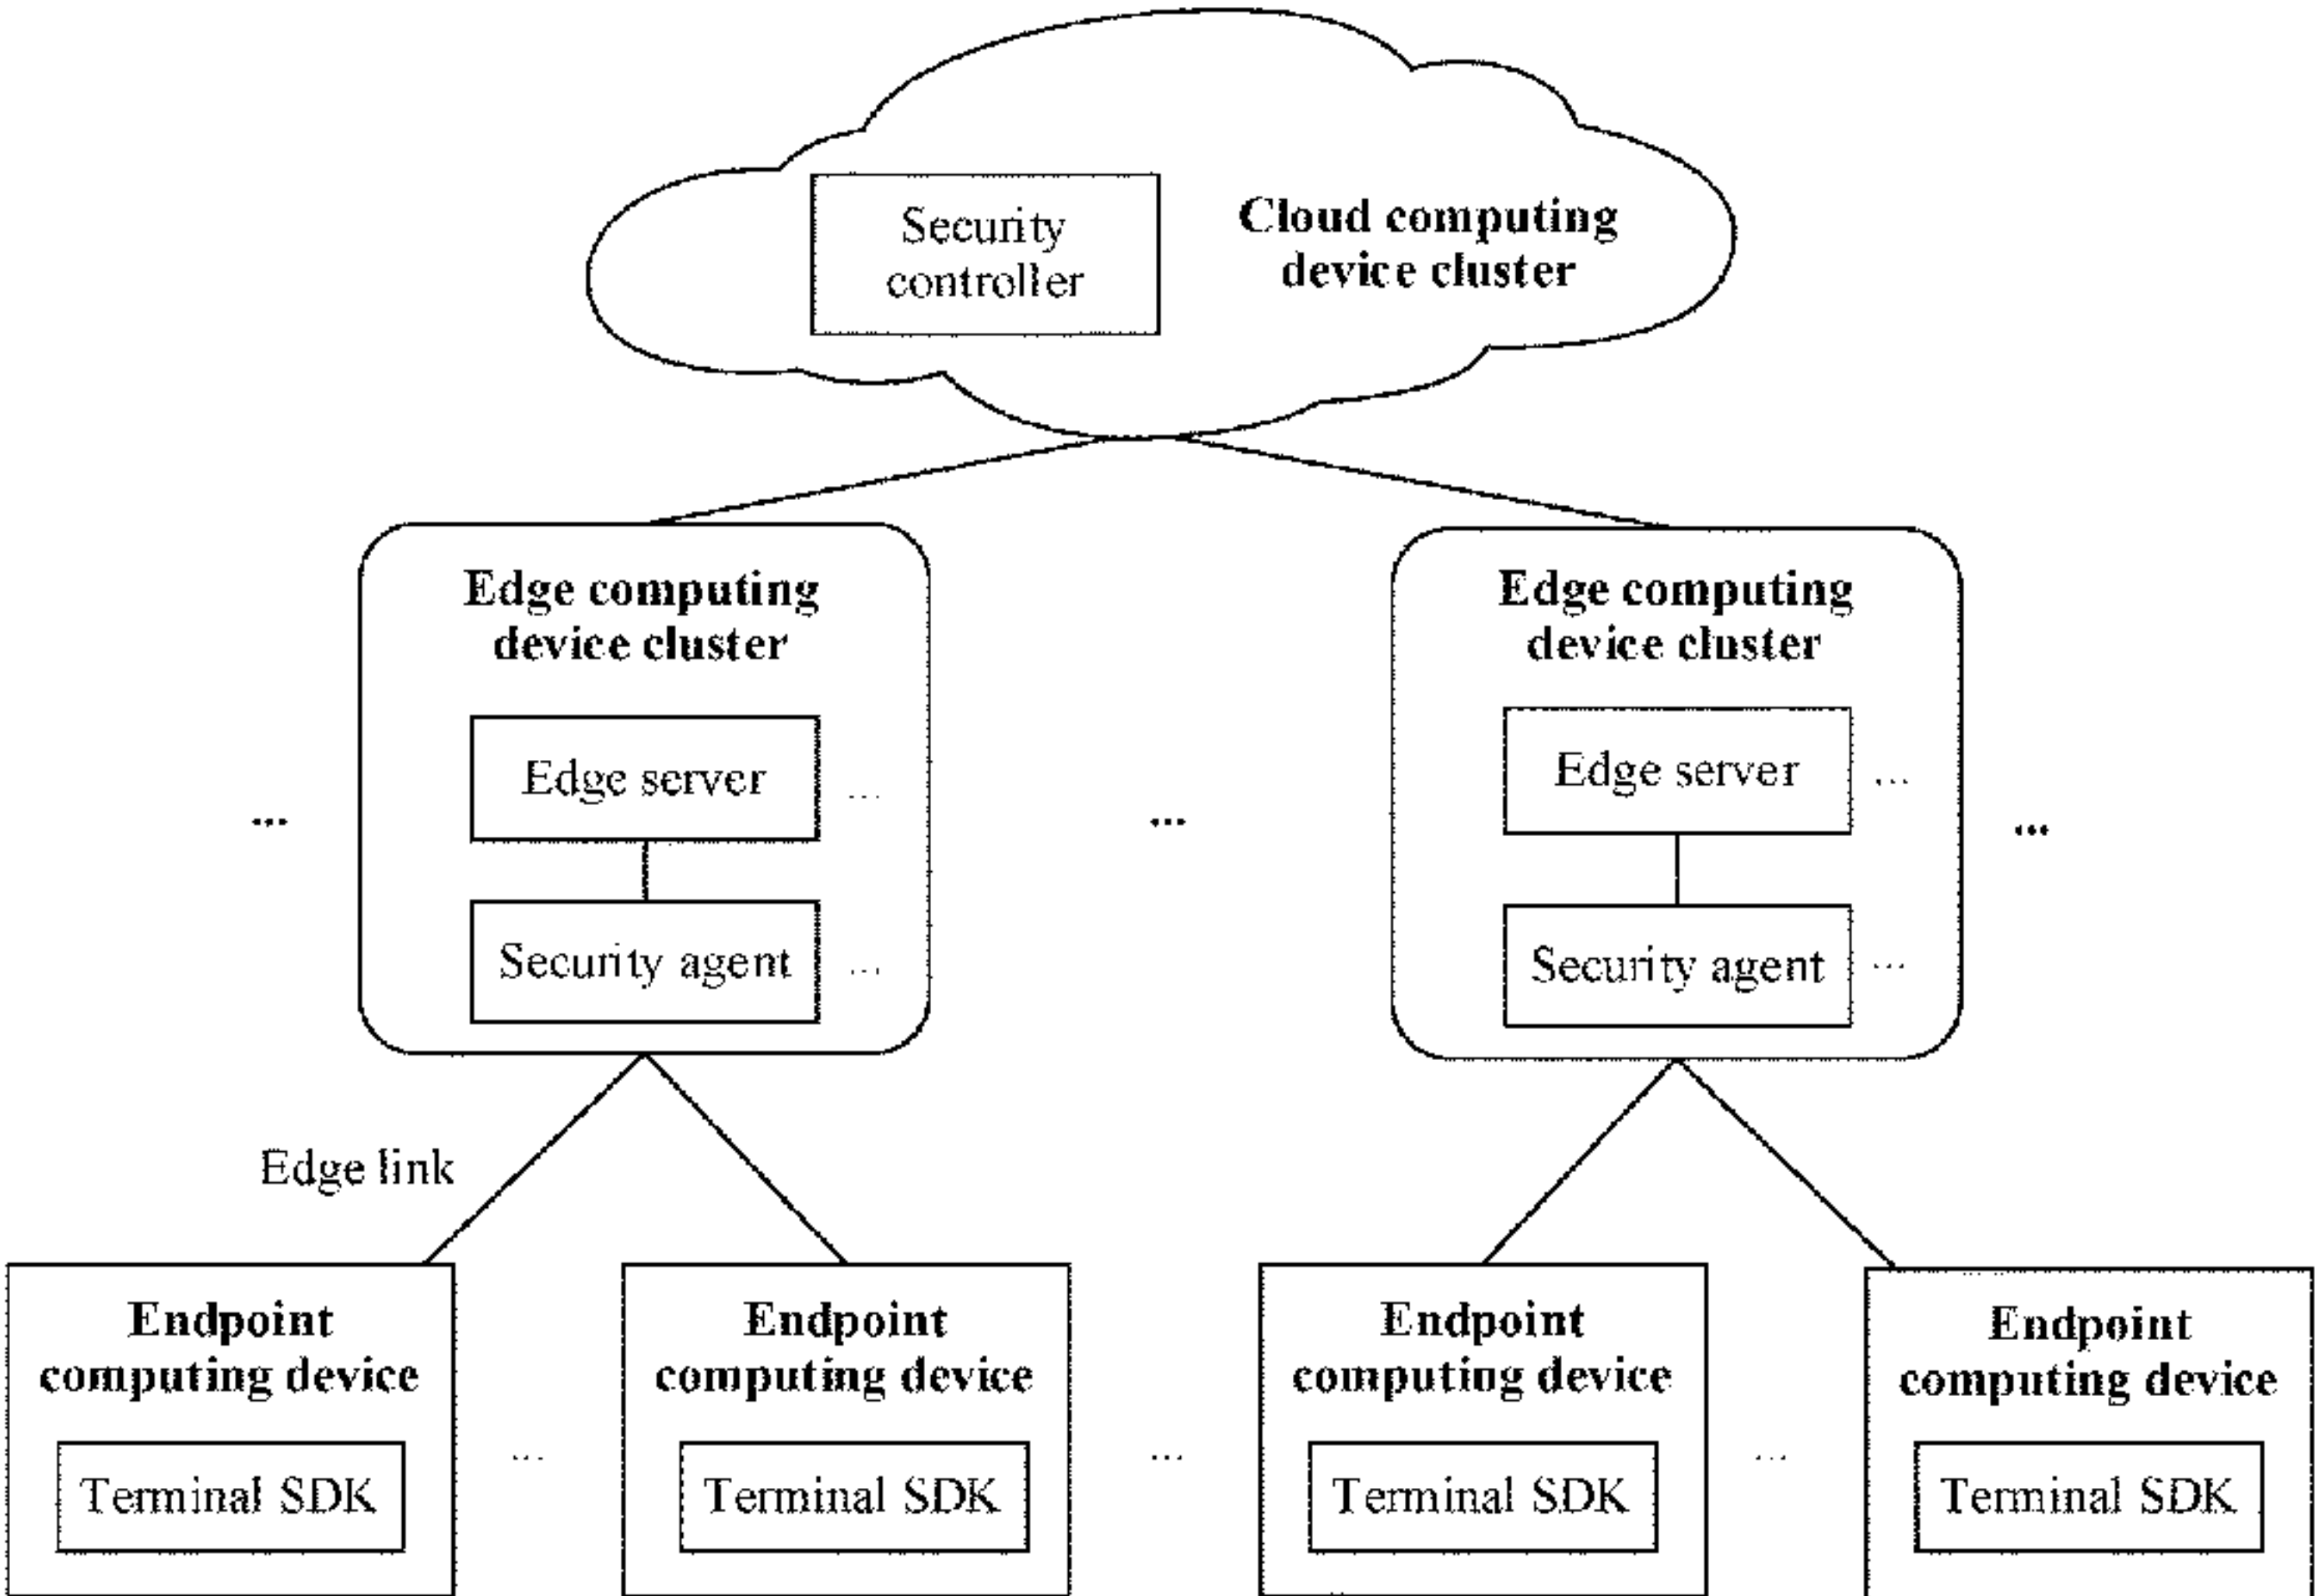 Security
controller
Cloud computing
device cluster
Edge computing
device cluster
Edge server
...
Security agent
...
...
...
Edge computing
device cluster
Edge server
...
Security agent
...
...
Edge link
Endpoint
computing device
Terminal SDK
...
Endpoint
computing device
Terminal SDK
...
Endpoint
computing device
Terminal SDK
...
Endpoint
computing device
Terminal SDK